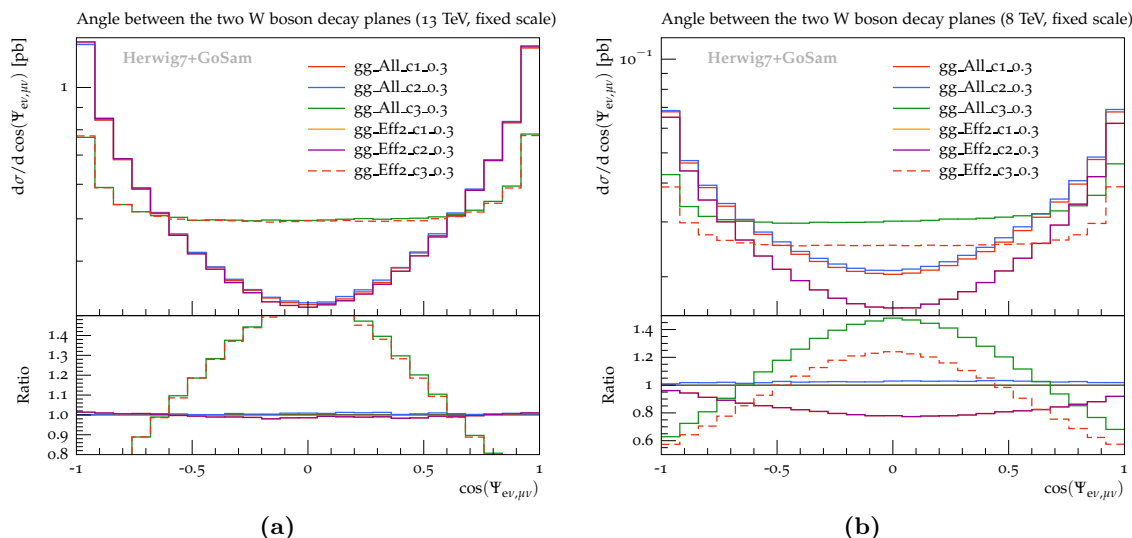 Angle between the two W boson decay planes (13 TeV, fixed scale)
Herwig7+GoSam
gg_All_c1_0.3
gg_All_c2_0.3
gg_All_c3_0.3
gg_Eff2_c1_0.3
gg_Eff2_c2_0.3
gg_Eff2_c3_0.3
1
dσ/d cos(Ψeν,μν) [pb]
1.4
1.3
1.2
1.1
1.0
0.9
0.8
Ratio
-1 -0.5 0 0.5 1
cos(Ψeν,μν)
(a)
Angle between the two W boson decay planes (8 TeV, fixed scale)
10⁻¹
Herwig7+GoSam
gg_All_c1_0.3
gg_All_c2_0.3
gg_All_c3_0.3
gg_Eff2_c1_0.3
gg_Eff2_c2_0.3
gg_Eff2_c3_0.3
dσ/d cos(Ψeν,μν) [pb]
1.4
1.2
1
0.8
0.6
Ratio
-1 -0.5 0 0.5 1
cos(Ψeν,μν)
(b)